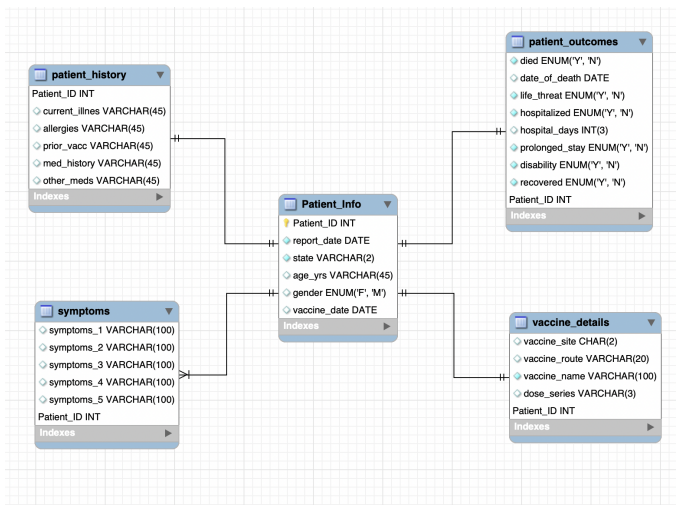 patient_history
Patient_ID INT
current_illnes VARCHAR(45)
allergies VARCHAR(45)
prior_vacc VARCHAR(45)
med_history VARCHAR(45)
other_meds VARCHAR(45)
Indexes
patient_outcomes
died ENUM('Y', 'N')
date_of_death DATE
life_threat ENUM('Y', 'N')
hospitalized ENUM('Y', 'N')
hospital_days INT(3)
prolonged_stay ENUM('Y', 'N')
disability ENUM('Y', 'N')
recovered ENUM('Y', 'N')
Patient_ID INT
Indexes
Patient_Info
Patient_ID INT
report_date DATE
state VARCHAR(2)
age_yrs VARCHAR(45)
gender ENUM('F', 'M')
vaccine_date DATE
Indexes
symptoms
symptoms_1 VARCHAR(100)
symptoms_2 VARCHAR(100)
symptoms_3 VARCHAR(100)
symptoms_4 VARCHAR(100)
symptoms_5 VARCHAR(100)
Patient_ID INT
Indexes
vaccine_details
vaccine_site CHAR(2)
vaccine_route VARCHAR(20)
vaccine_name VARCHAR(100)
dose_series VARCHAR(3)
Patient_ID INT
Indexes